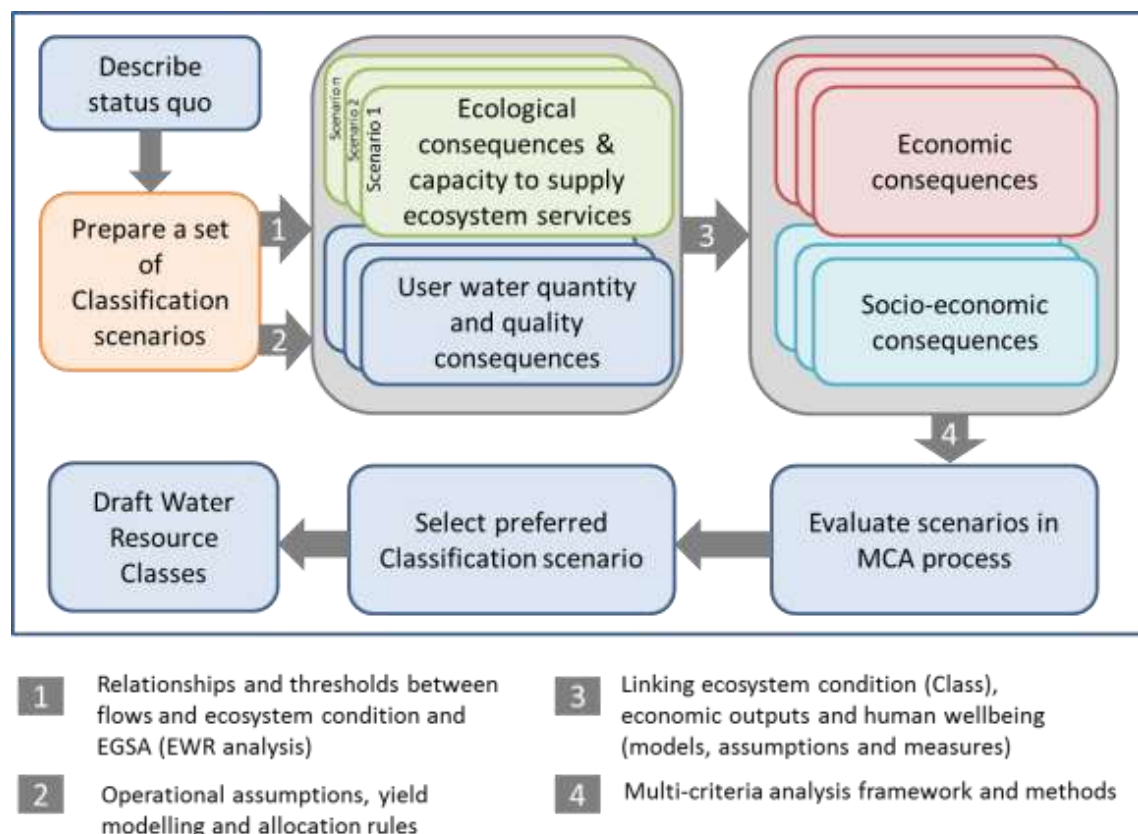 Describe
status quo
Prepare a set
of
Classification
scenarios
1
2
Scenario n
Scenario 2
Scenario 1
Ecological
consequences &
capacity to supply
ecosystem services
User water quantity
and quality
consequences
3
Economic
consequences
Socio-economic
consequences
4
Draft Water
Resource
Classes
Select preferred
Classification scenario
Evaluate scenarios in
MCA process
1
Relationships and thresholds between
flows and ecosystem condition and
EGSA (EWR analysis)
2
Operational assumptions, yield
modelling and allocation rules
3
Linking ecosystem condition (Class),
economic outputs and human wellbeing
(models, assumptions and measures)
4
Multi-criteria analysis framework and methods